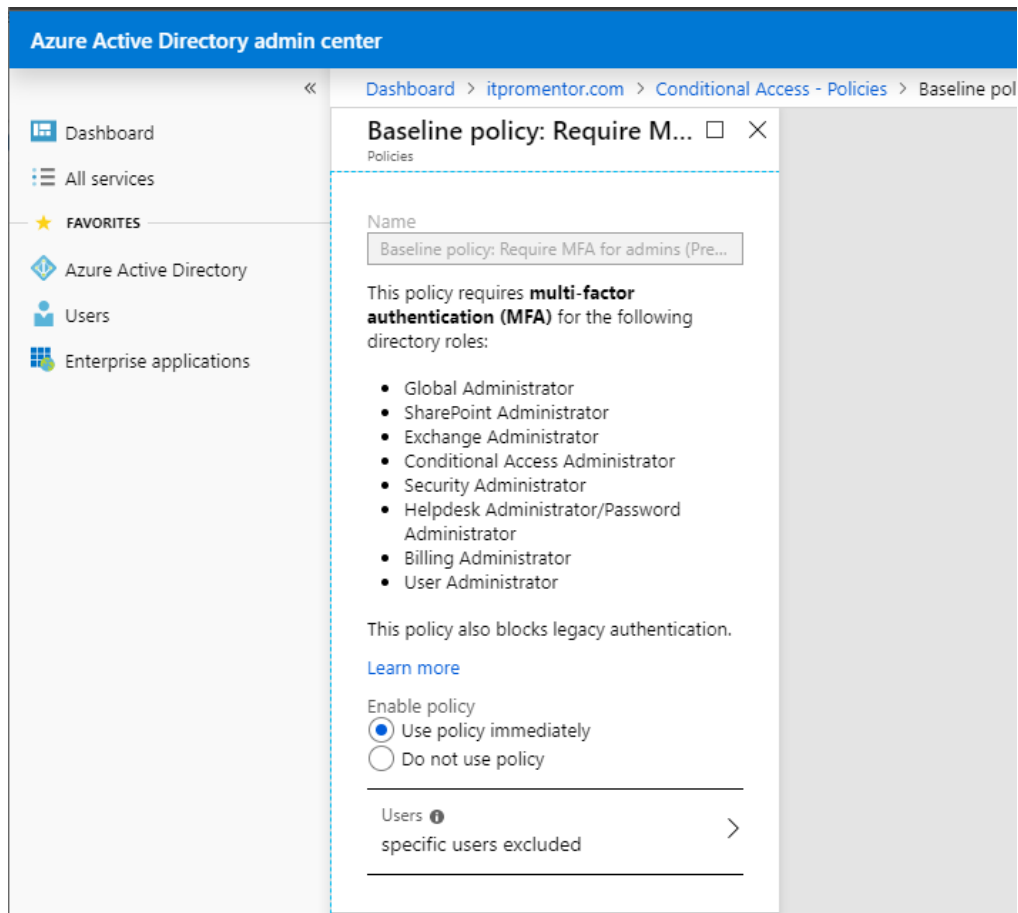 Azure Active Directory admin center
«
Dashboard > itpromentor.com > Conditional Access - Policies > Baseline pol
Dashboard
All services
FAVORITES
Azure Active Directory
Users
Enterprise applications
Baseline policy: Require M...
Policies
Name
Baseline policy: Require MFA for admins (Pre...
This policy requires multi-factor
authentication (MFA) for the following
directory roles:
• Global Administrator
• SharePoint Administrator
• Exchange Administrator
• Conditional Access Administrator
• Security Administrator
• Helpdesk Administrator/Password
Administrator
• Billing Administrator
• User Administrator
This policy also blocks legacy authentication.
Learn more
Enable policy
Use policy immediately
Do not use policy
Users
specific users excluded